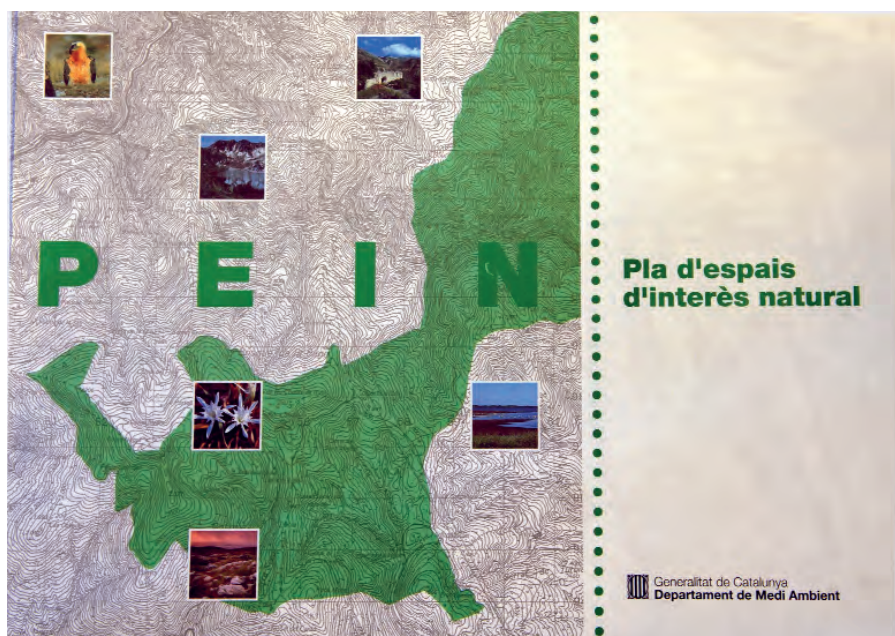 P E I N
Pla d'espais
d'interès natural
Generalitat de Catalunya
Departament de Medi Ambient